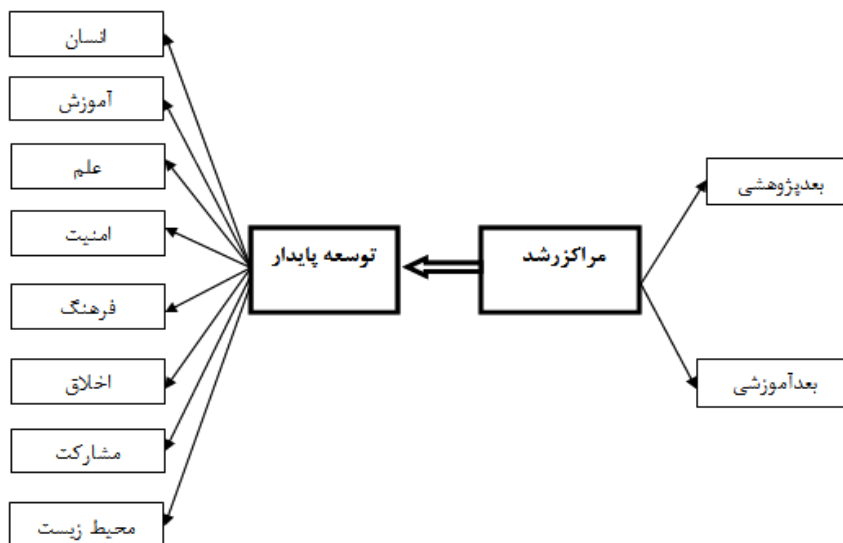 بعدپژوهشی
بعدآموزشی
مراکزرشد
توسعه پایدار
انسان
آموزش
علم
امنیت
فرهنگ
اخلاق
مشارکت
محیط زیست